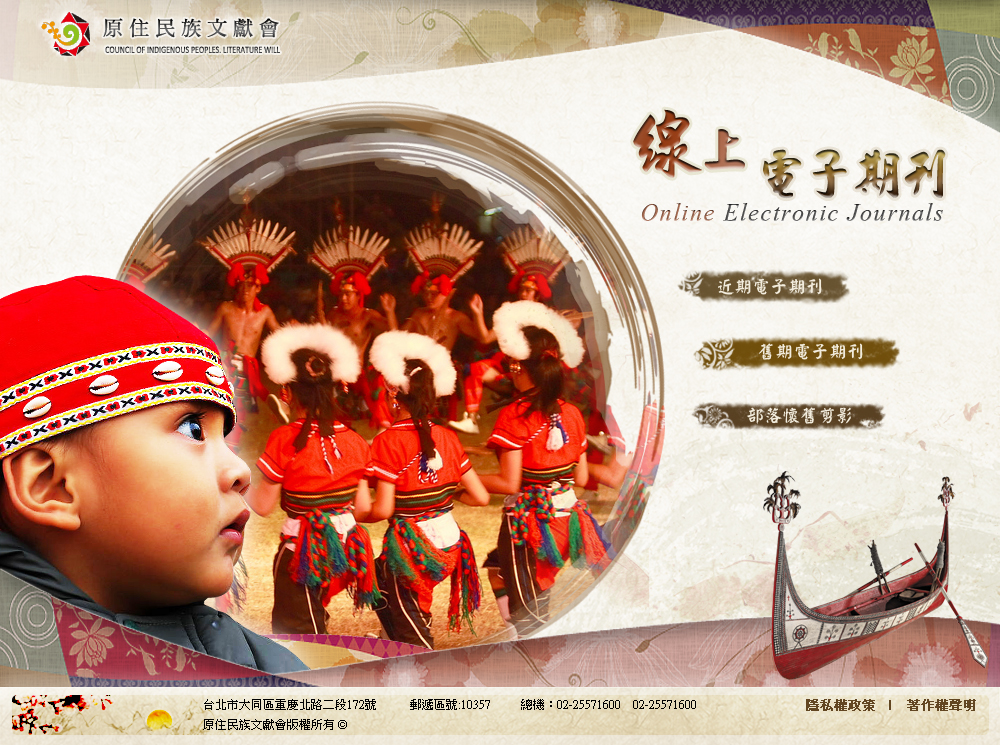 原住民族文獻會
COUNCIL OF INDIGENOUS PEOPLES. LITERATURE WILL
線上電子期刊
Online Electronic Journals
近期電子期刊
舊期電子期刊
部落懷舊剪影
台北市大同區重慶北路二段172號 郵遞區號:10357 總機：02-25571600 02-25571600
隱私權政策 | 著作權聲明
原住民族文獻會版權所有 ©